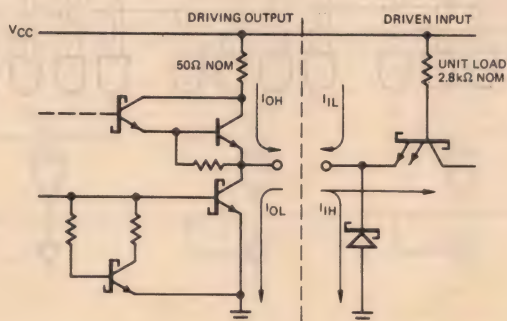 DRIVING OUTPUT
DRIVEN INPUT
VCC
50Ω NOM
UNIT LOAD
2.8kΩ NOM
IOH
IIL
IOL
IIH